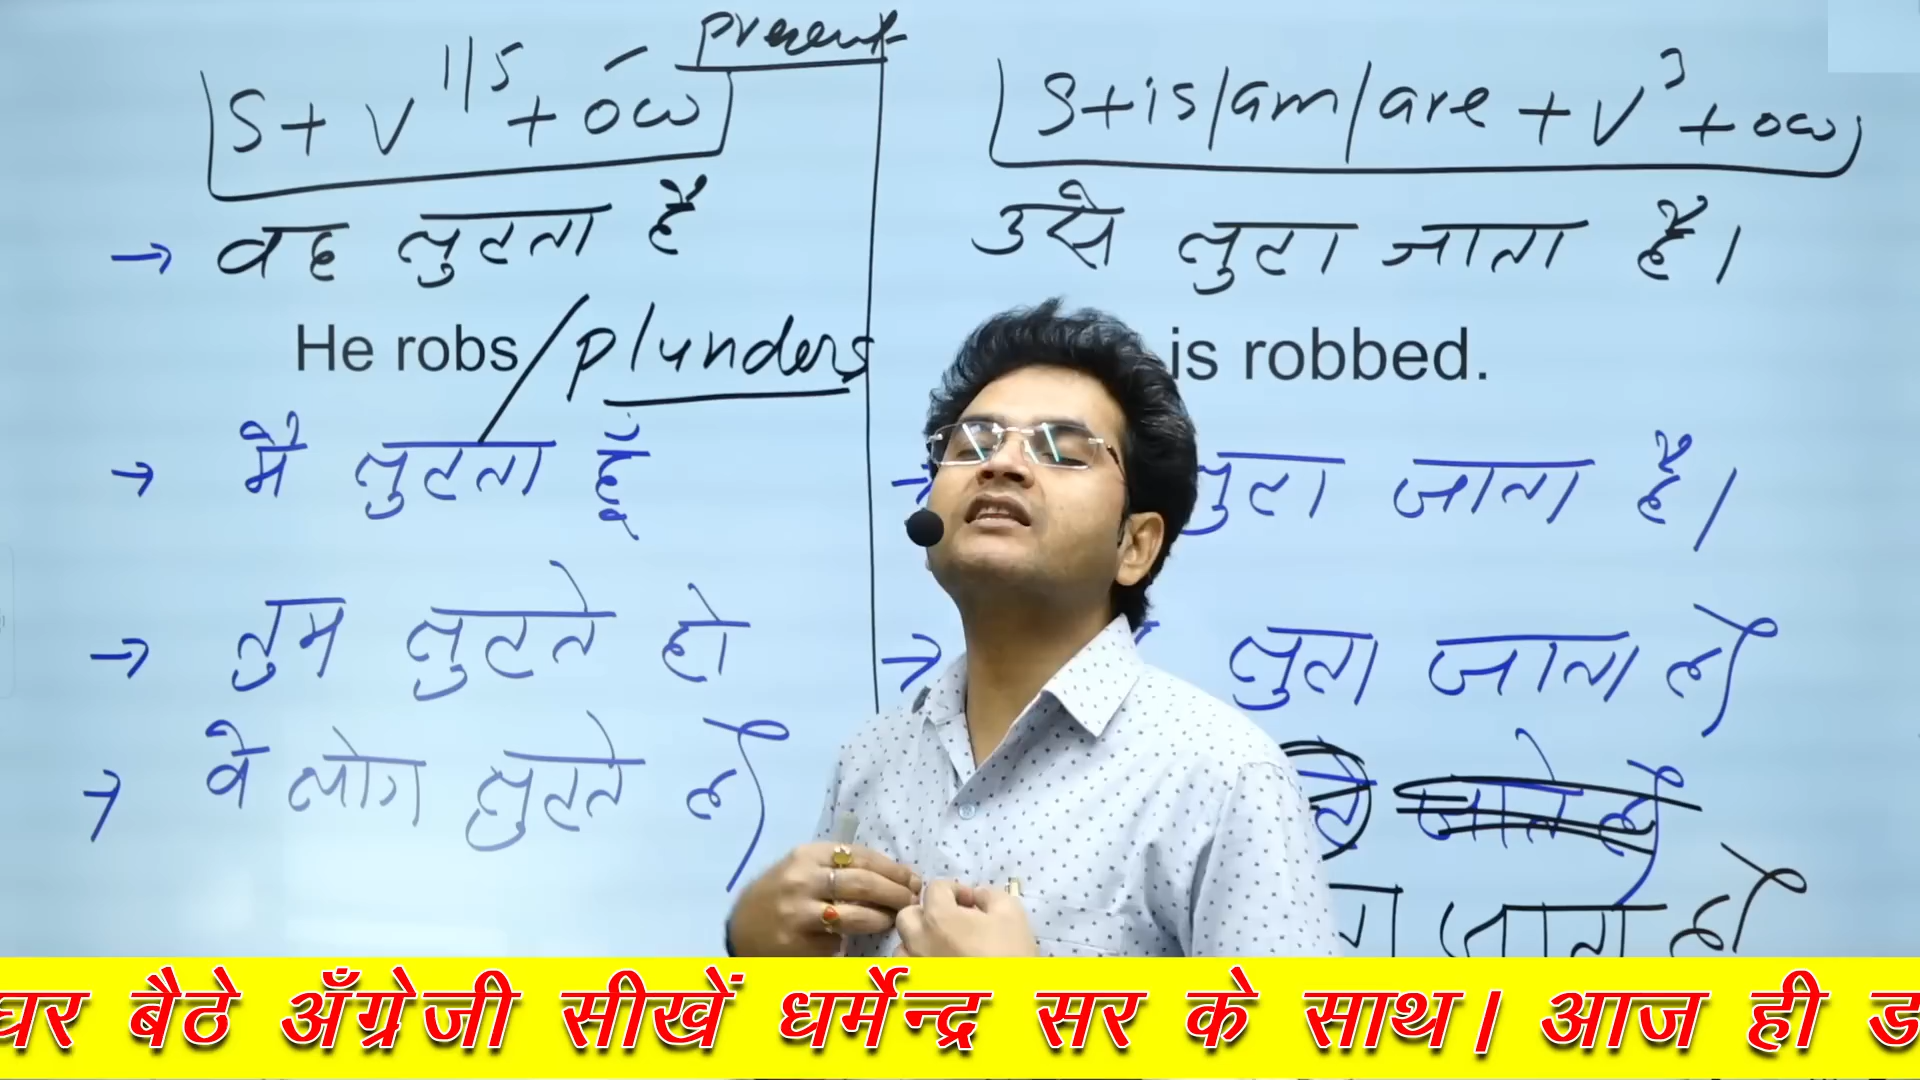 present
S + V¹/⁵ + ow
→ वह लुटता है
He robs / plunders
→ मैं लुटता हूँ
→ तुम लुटते हो
→ वे लोग लुटते हैं
S + is/am/are + V³ + ow
उसे लुटा जाता है।
is robbed.
→ लुटा जाता है।
→ लुटा जाता है
जाते हैं
जाता है
घर बैठे अँग्रेजी सीखें धर्मेन्द्र सर के साथ। आज ही